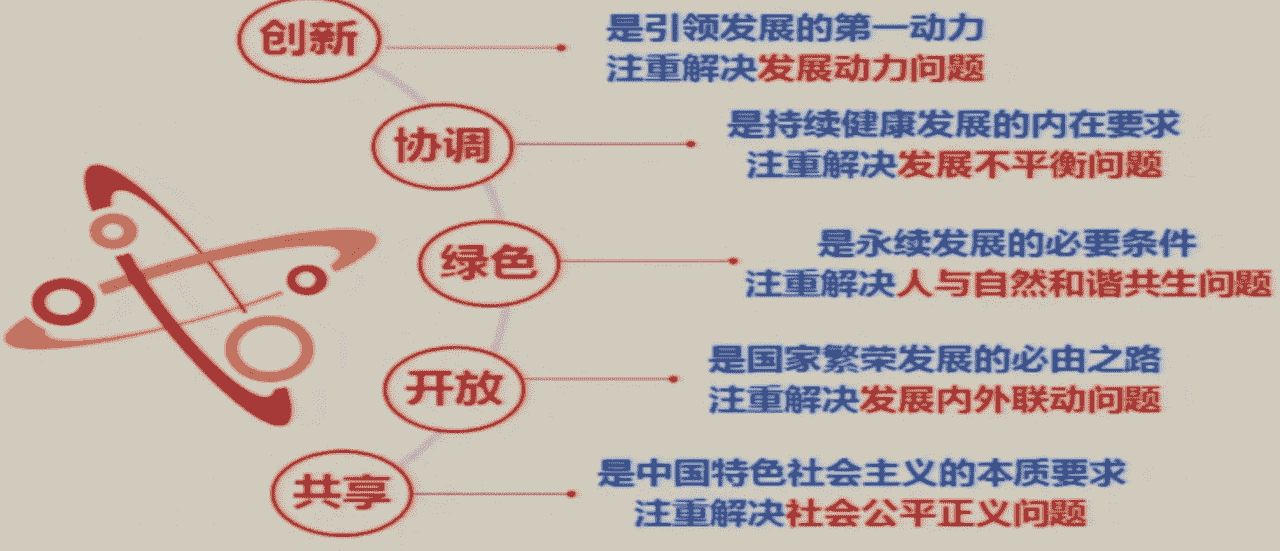 创新
是引领发展的第一动力
注重解决发展动力问题
协调
是持续健康发展的内在要求
注重解决发展不平衡问题
绿色
是永续发展的必要条件
注重解决人与自然和谐共生问题
开放
是国家繁荣发展的必由之路
注重解决发展内外联动问题
共享
是中国特色社会主义的本质要求
注重解决社会公平正义问题